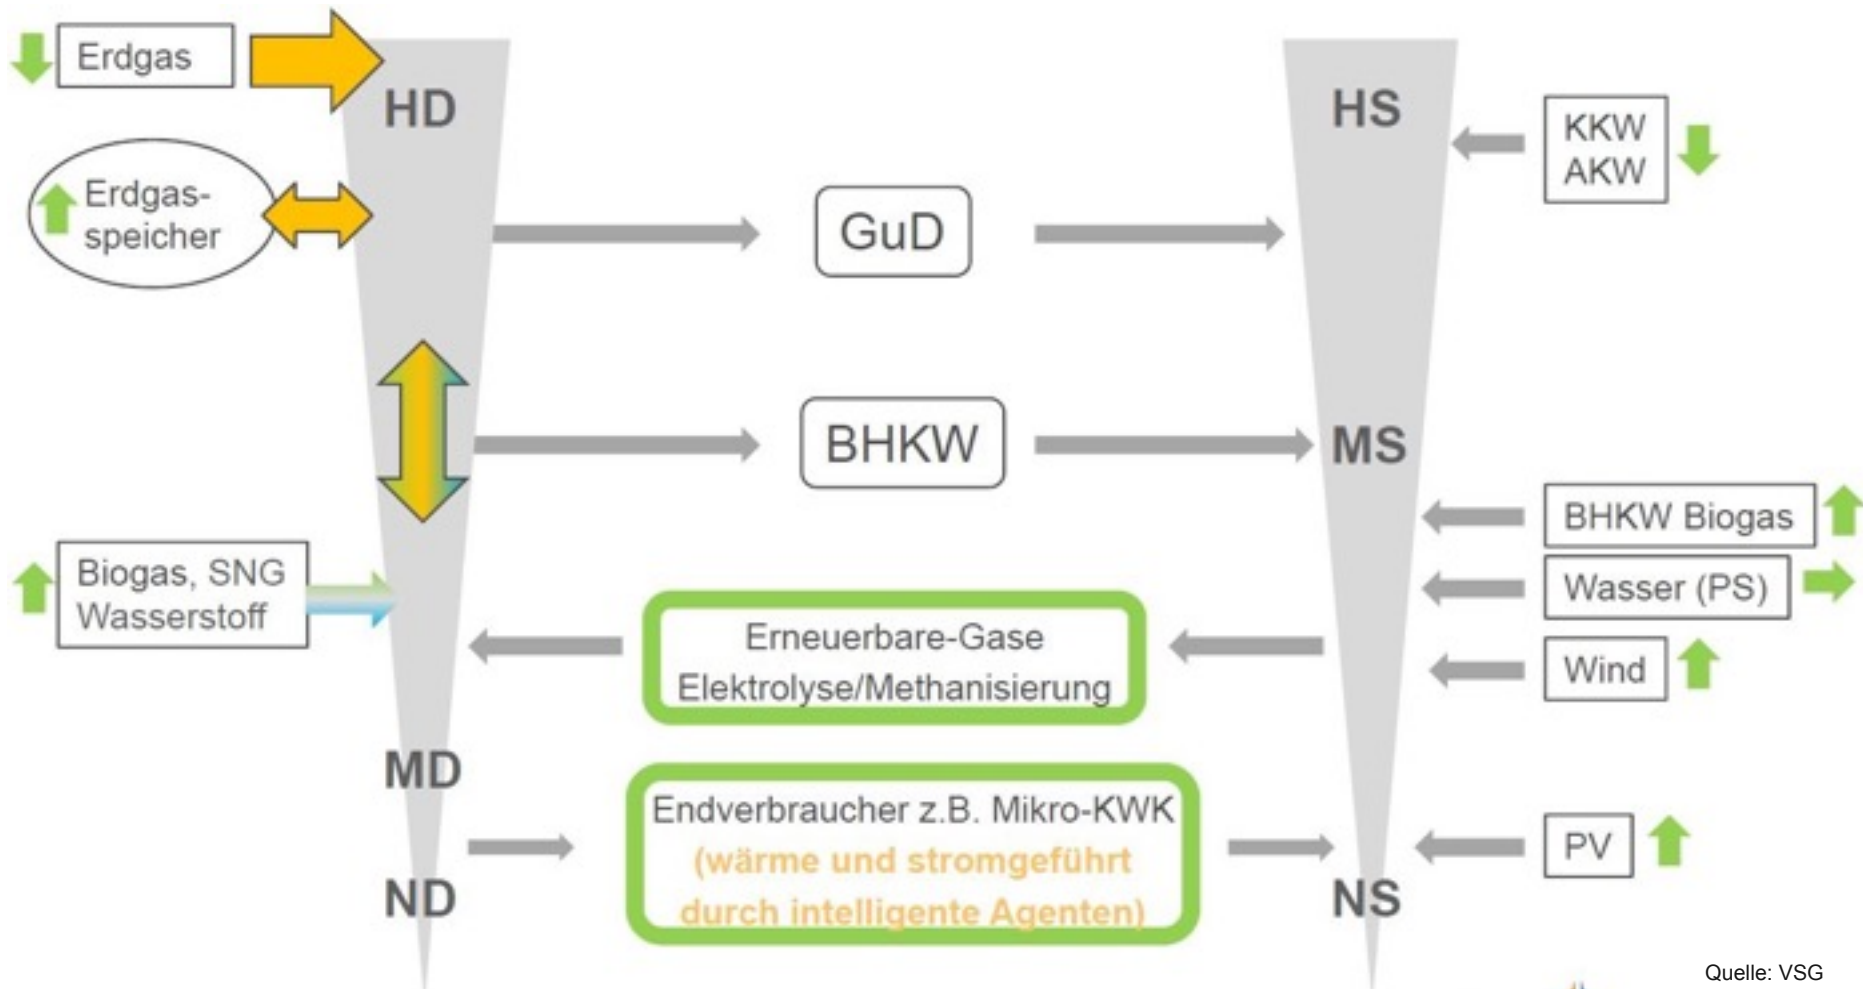 Erdgas
HD
HS
KKW
AKW
Erdgas-
speicher
GuD
BHKW
MS
BHKW Biogas
Biogas, SNG
Wasserstoff
Wasser (PS)
Erneuerbare-Gase
Elektrolyse/Methanisierung
Wind
MD
Endverbraucher z.B. Mikro-KWK
(wärme und stromgeführt
durch intelligente Agenten)
PV
ND
NS
Quelle: VSG